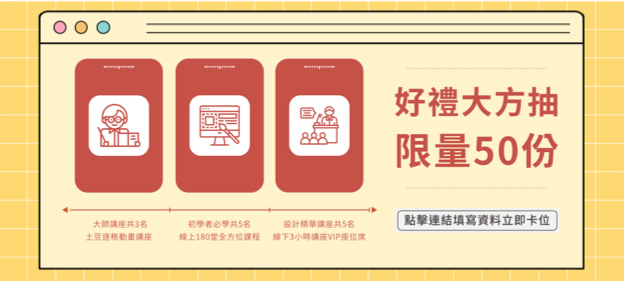 好禮大方抽
限量50份
點擊連結填寫資料立即卡位
大師講座共3名
土豆逐格動畫講座
初學者必學共5名
線上180堂全方位課程
設計精華講座共5名
線下3小時講座VIP座位席